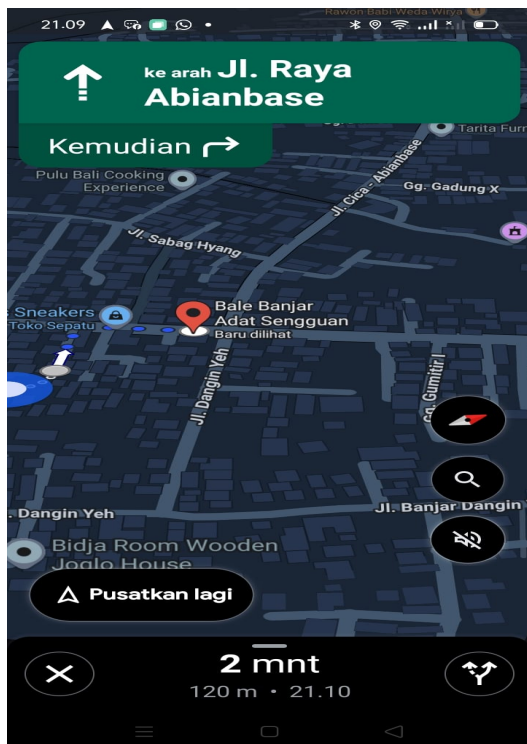 21.09
Rawon Babi Weda Wirya
ke arah Jl. Raya
Abianbase
Kemudian
Tarita Furn
Pulu Bali Cooking
Experience
Jl. Cica - Abianbase
Gg. Gadung X
Jl. Sabag Hyang
Sneakers
Toko Sepatu
Bale Banjar
Adat Sengguan
Baru dilihat
Jl. Dangin Yeh
Gg. Gumitir I
. Dangin Yeh
Jl. Banjar Dangin
Bidja Room Wooden
Joglo House
Pusatkan lagi
2 mnt
120 m • 21.10